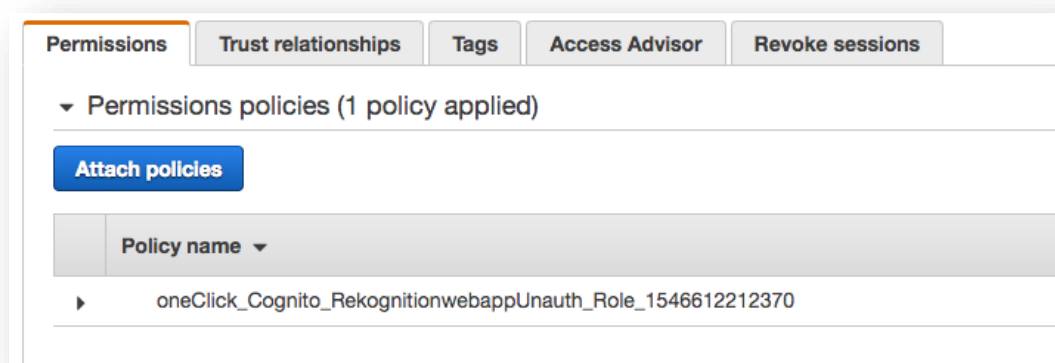 Permissions Trust relationships Tags Access Advisor Revoke sessions
Permissions policies (1 policy applied)
Attach policies
Policy name
oneClick_Cognito_RekognitionwebappUnauth_Role_1546612212370